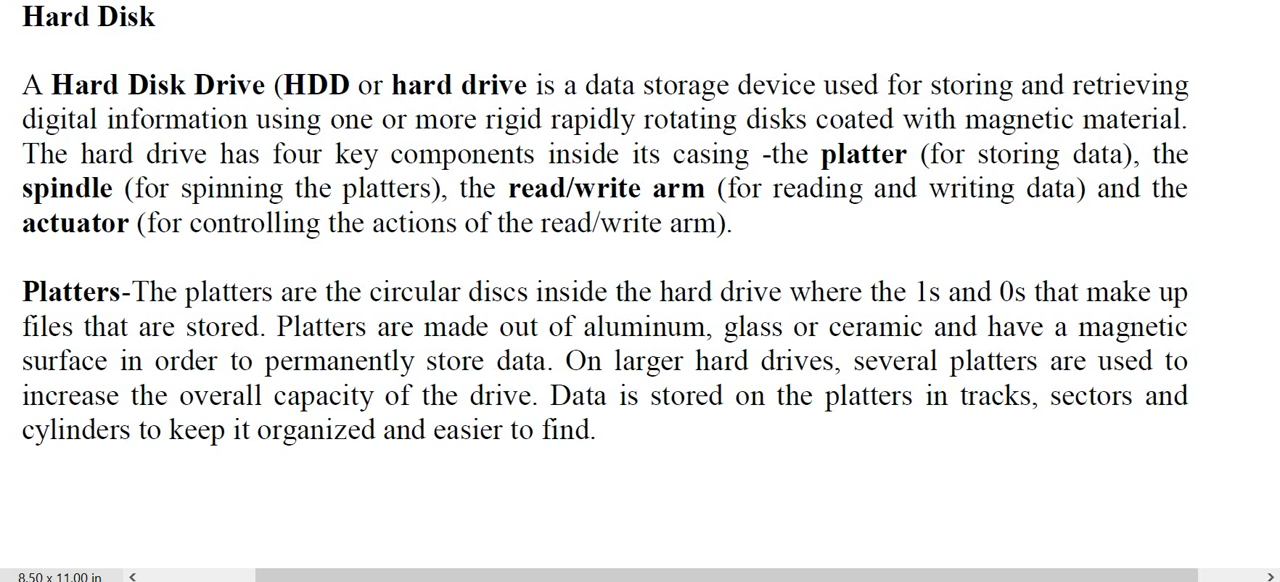 Hard Disk
A Hard Disk Drive (HDD or hard drive is a data storage device used for storing and retrieving
digital information using one or more rigid rapidly rotating disks coated with magnetic material.
The hard drive has four key components inside its casing -the platter (for storing data), the
spindle (for spinning the platters), the read/write arm (for reading and writing data) and the
actuator (for controlling the actions of the read/write arm).
Platters-The platters are the circular discs inside the hard drive where the 1s and 0s that make up
files that are stored. Platters are made out of aluminum, glass or ceramic and have a magnetic
surface in order to permanently store data. On larger hard drives, several platters are used to
increase the overall capacity of the drive. Data is stored on the platters in tracks, sectors and
cylinders to keep it organized and easier to find.
8.50 x 11.00 in